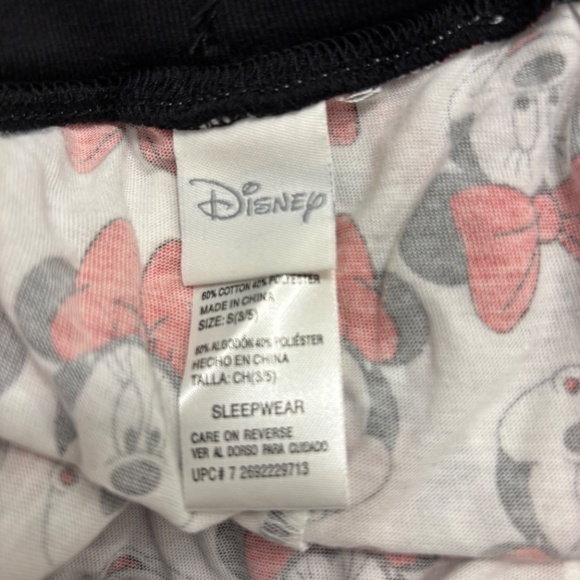 Disney
60% COTTON 40% POLYESTER
MADE IN CHINA
SIZE: S(3/5)
60% ALGODÓN 40% POLIÉSTER
HECHO EN CHINA
TALLA: CH(3/5)
SLEEPWEAR
CARE ON REVERSE
VER AL DORSO PARA CUIDADO
UPC# 7 2692229713